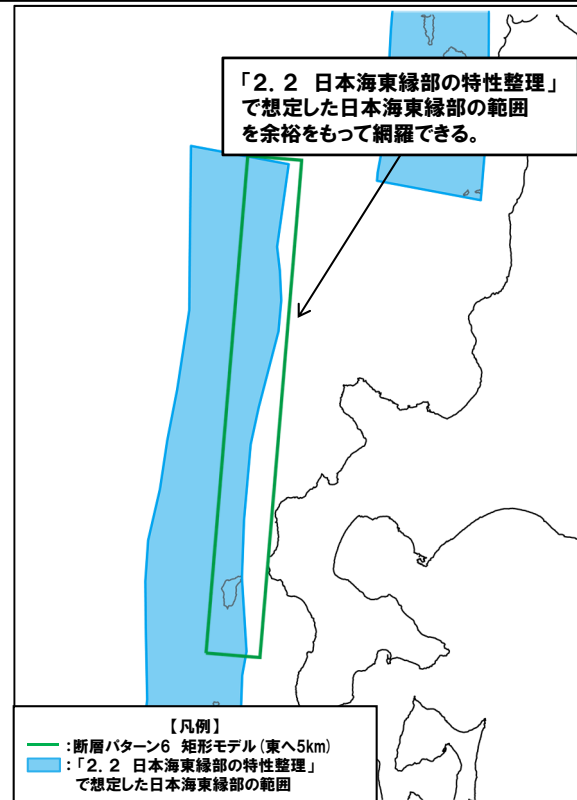 「2.2 日本海東縁部の特性整理」
で想定した日本海東縁部の範囲
を余裕をもって網羅できる。
【凡例】
:断層パターン6 矩形モデル(東へ5km)
:「2.2 日本海東縁部の特性整理」
で想定した日本海東縁部の範囲